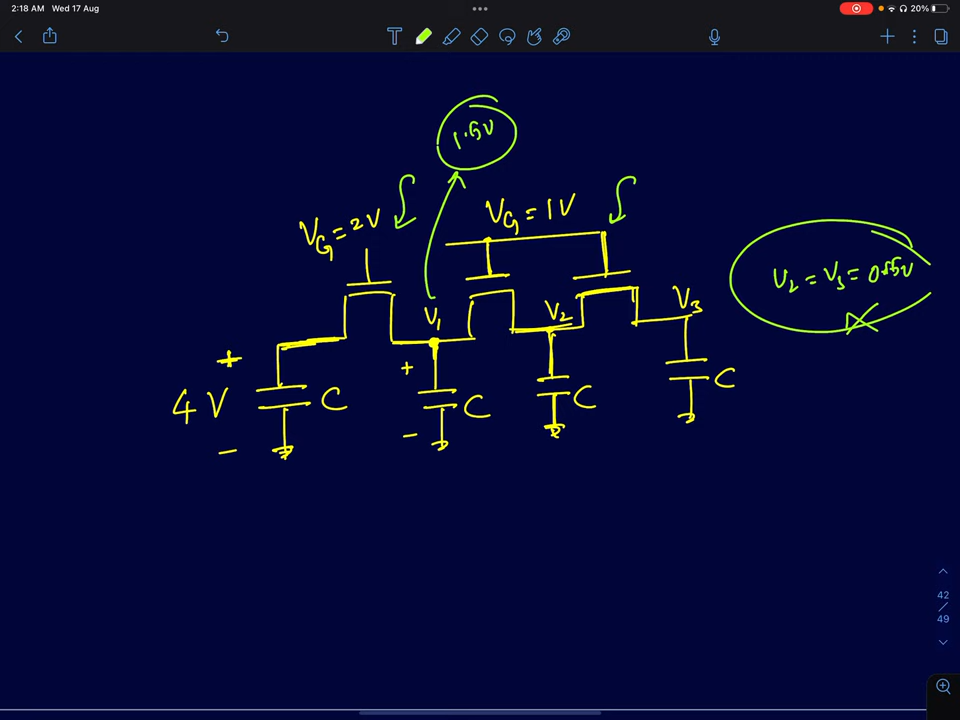 2:18 AM Wed 17 Aug
20%
T
1.5V
VG = 2V
VG = 1V
V1
V2
V3
V2 = V3 = 0.5V
+
4 V
-
C
+
-
C
C
C
42
/
49